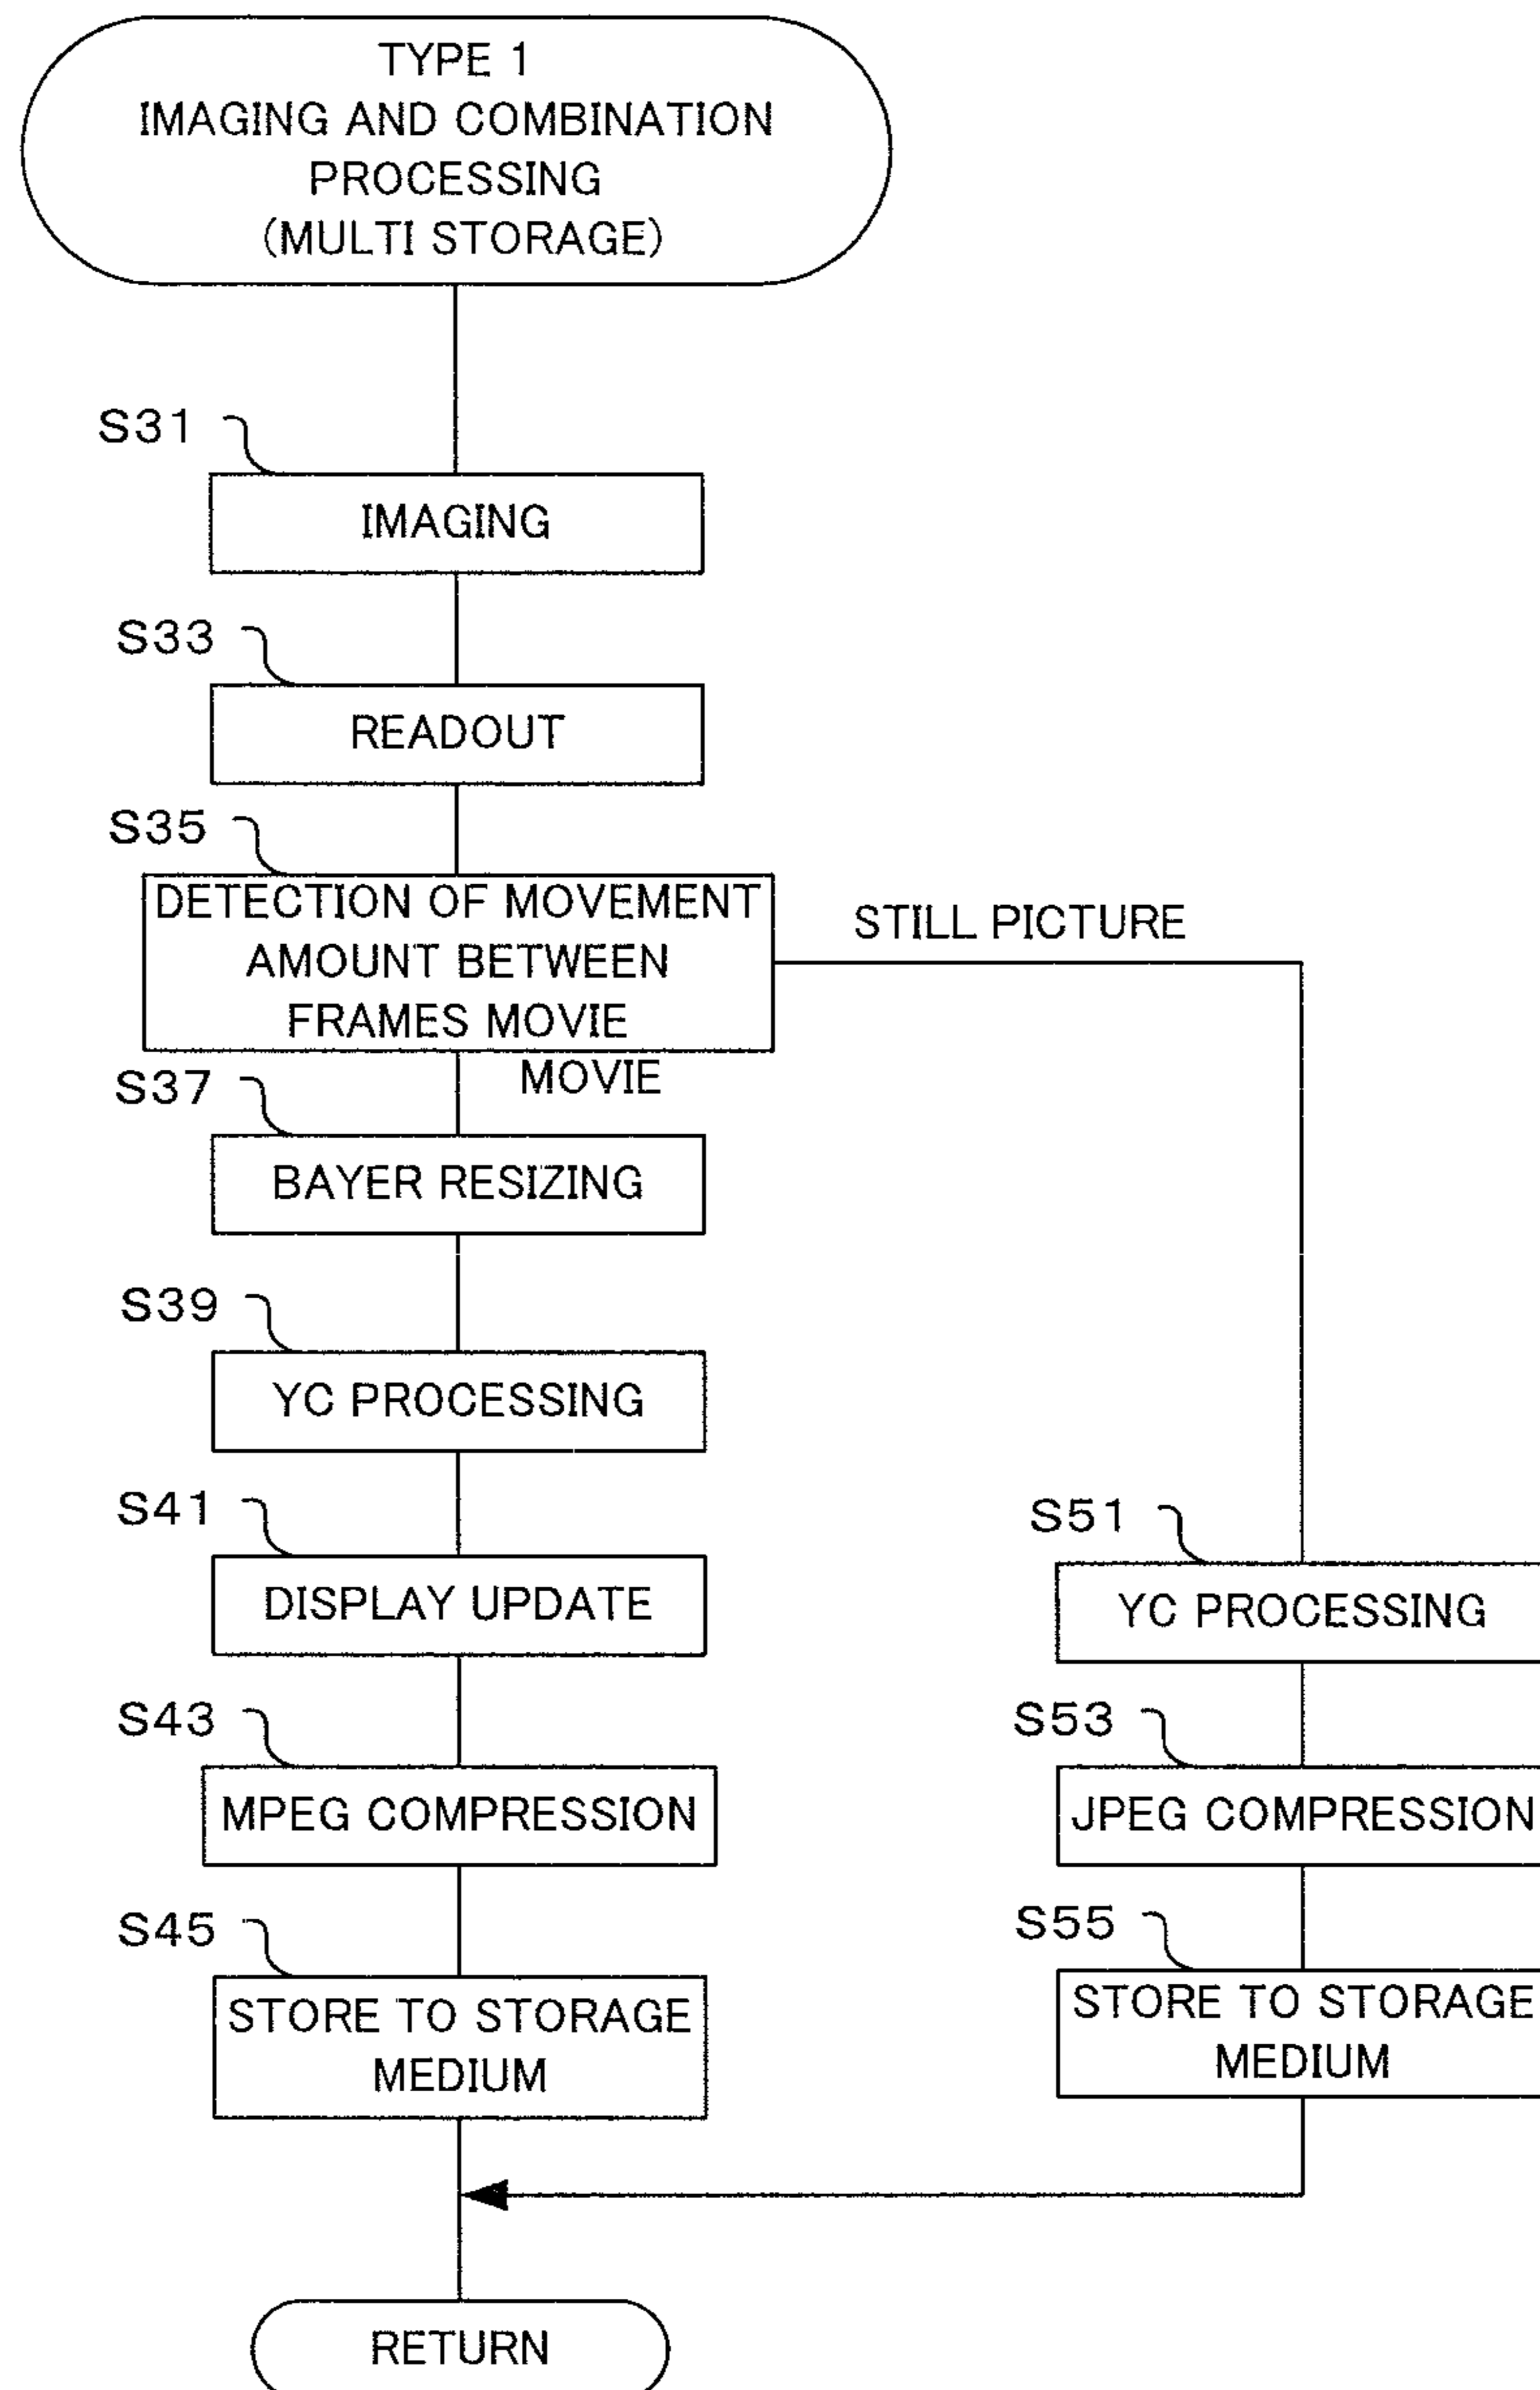 TYPE 1
IMAGING AND COMBINATION
PROCESSING
(MULTI STORAGE)
S31
IMAGING
S33
READOUT
S35
DETECTION OF MOVEMENT
AMOUNT BETWEEN
FRAMES MOVIE
STILL PICTURE
MOVIE
S37
BAYER RESIZING
S39
YC PROCESSING
S41
DISPLAY UPDATE
S43
MPEG COMPRESSION
S45
STORE TO STORAGE
MEDIUM
S51
YC PROCESSING
S53
JPEG COMPRESSION
S55
STORE TO STORAGE
MEDIUM
RETURN